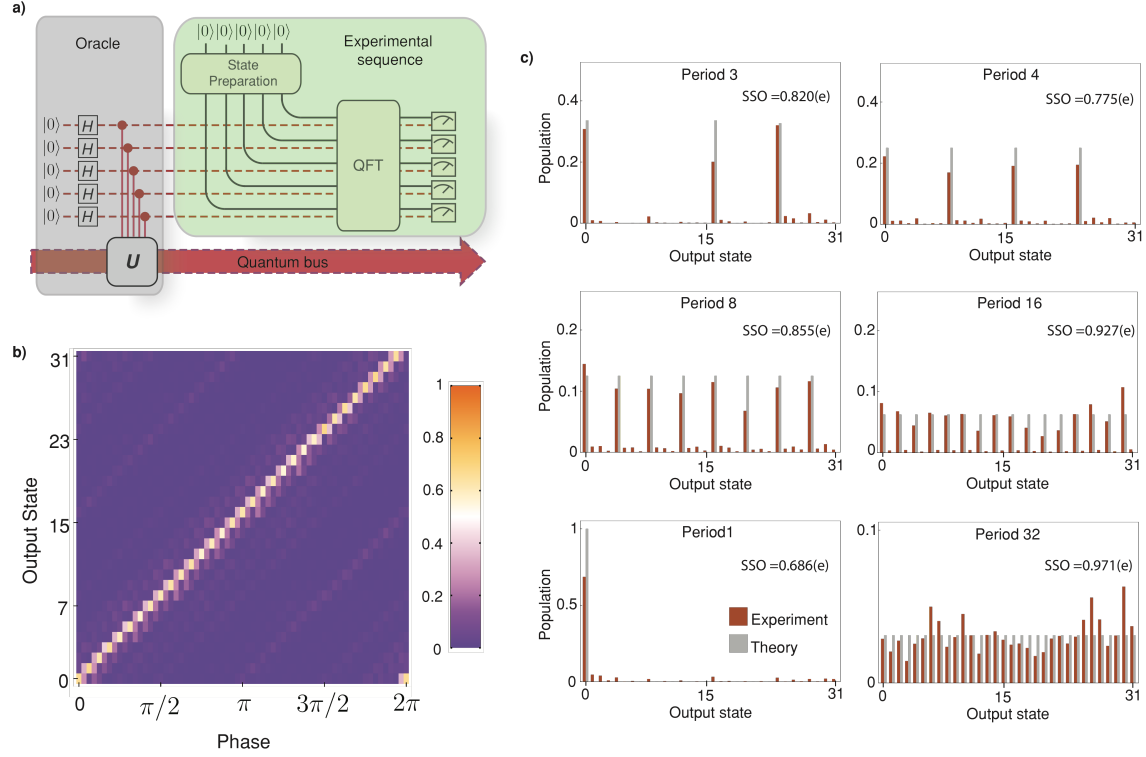 a)
Oracle
|0⟩ H
|0⟩ H
|0⟩ H
|0⟩ H
|0⟩ H
U
Quantum bus
|0⟩|0⟩|0⟩|0⟩|0⟩
State
Preparation
Experimental
sequence
QFT
b)
Output State
31
23
15
7
0
0 π/2 π 3π/2 2π
Phase
1
0.8
0.6
0.4
0.2
0
c)
Period 3
SSO =0.820(e)
Population
0.4
0.2
0
0 15 31
Output state
Period 4
SSO =0.775(e)
0.4
0.2
0
0 15 31
Output state
Period 8
SSO =0.855(e)
Population
0.2
0.1
0
0 15 31
Output state
Period 16
SSO =0.927(e)
0.2
0.1
0
0 15 31
Output state
Period1
SSO =0.686(e)
Population
1
0.5
0
0 15 31
Output state
Experiment
Theory
Period 32
SSO =0.971(e)
0.1
0
0 15 31
Output state